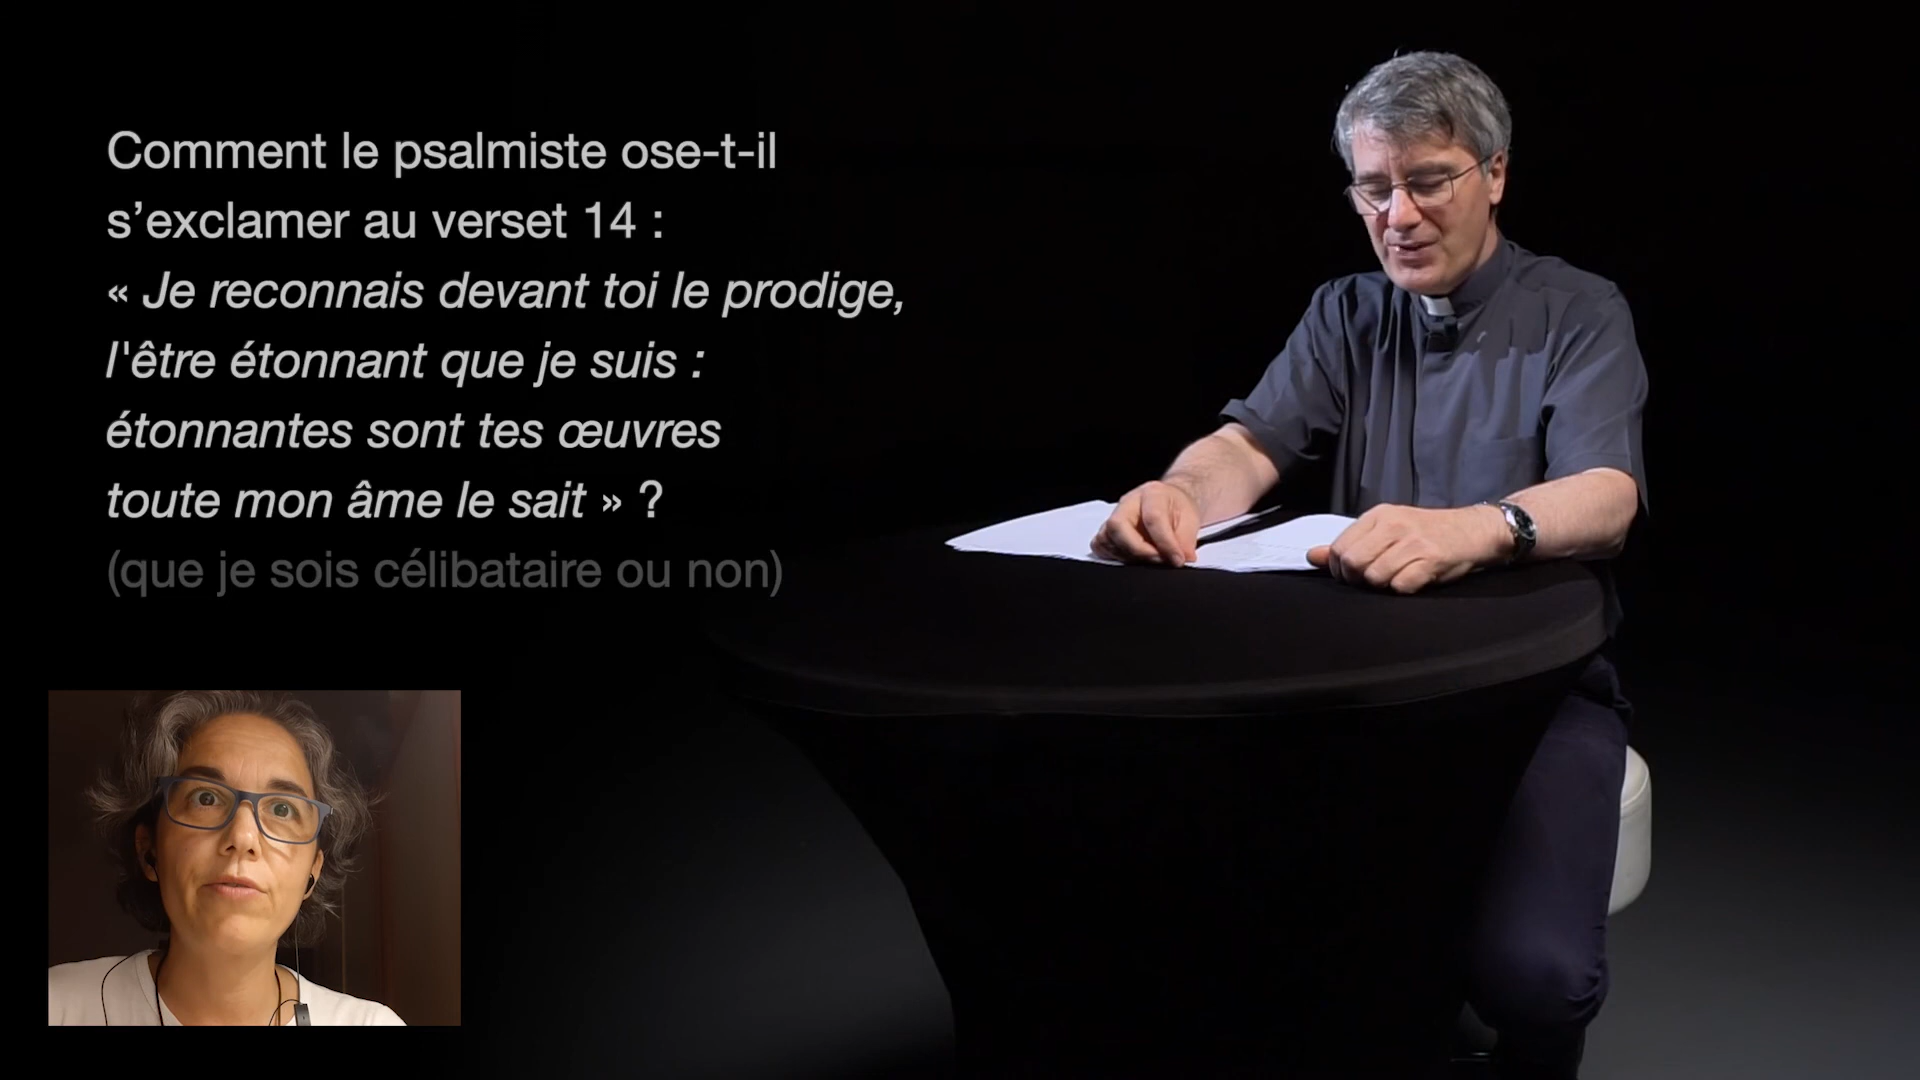 Comment le psalmiste ose-t-il
s’exclamer au verset 14 :
« Je reconnais devant toi le prodige,
l'être étonnant que je suis :
étonnantes sont tes œuvres
toute mon âme le sait » ?
(que je sois célibataire ou non)